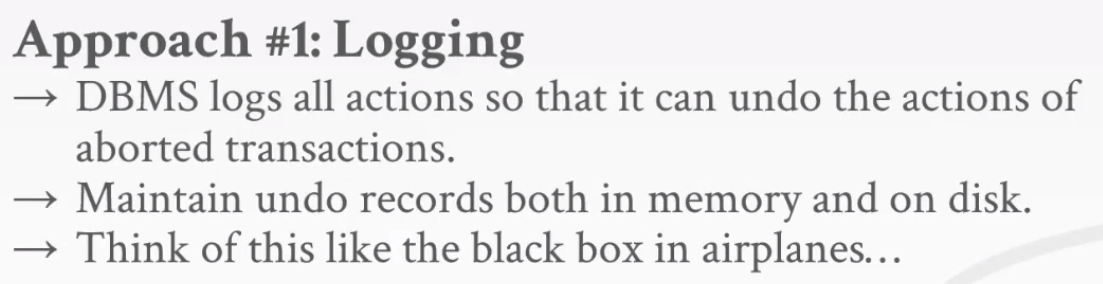 Approach #1: Logging
→ DBMS logs all actions so that it can undo the actions of
aborted transactions.
→ Maintain undo records both in memory and on disk.
→ Think of this like the black box in airplanes…